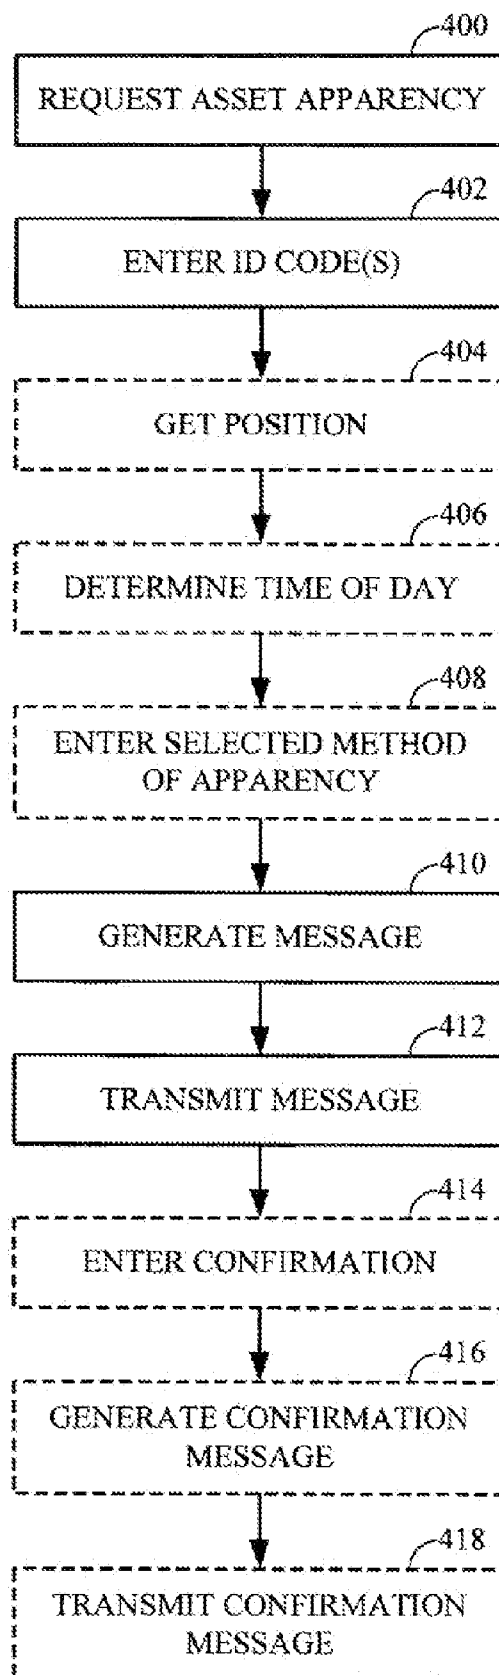 400
REQUEST ASSET APPARENCY
402
ENTER ID CODE(S)
404
GET POSITION
406
DETERMINE TIME OF DAY
408
ENTER SELECTED METHOD
OF APPARENCY
410
GENERATE MESSAGE
412
TRANSMIT MESSAGE
414
ENTER CONFIRMATION
416
GENERATE CONFIRMATION
MESSAGE
418
TRANSMIT CONFIRMATION
MESSAGE